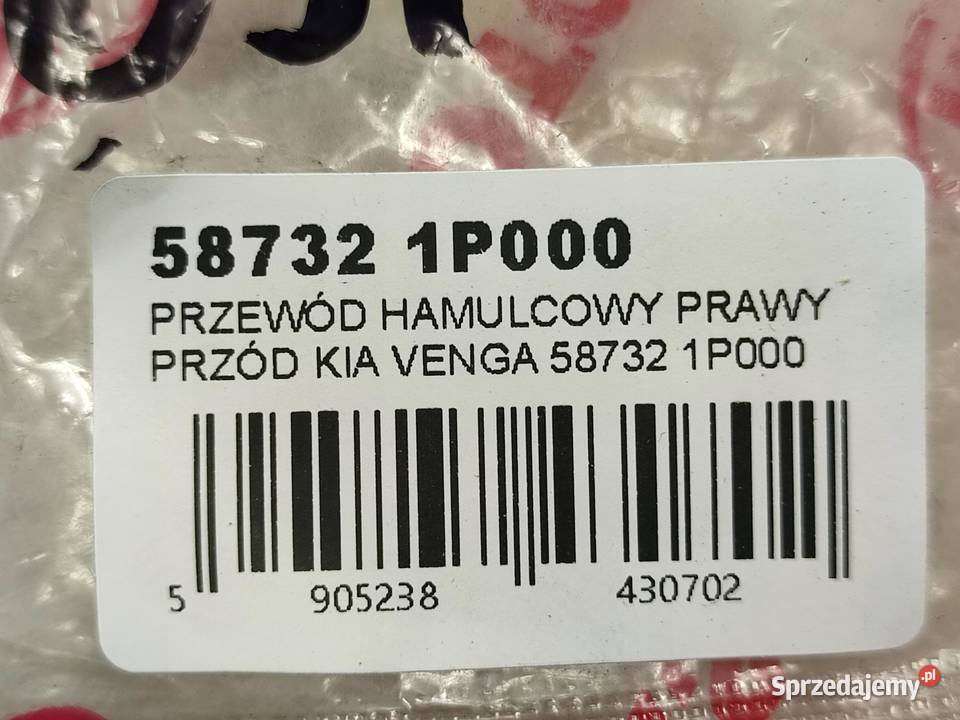 58732 1P000
PRZEWÓD HAMULCOWY PRAWY
PRZÓD KIA VENGA 58732 1P000
5 905238 430702
Sprzedajemy.pl